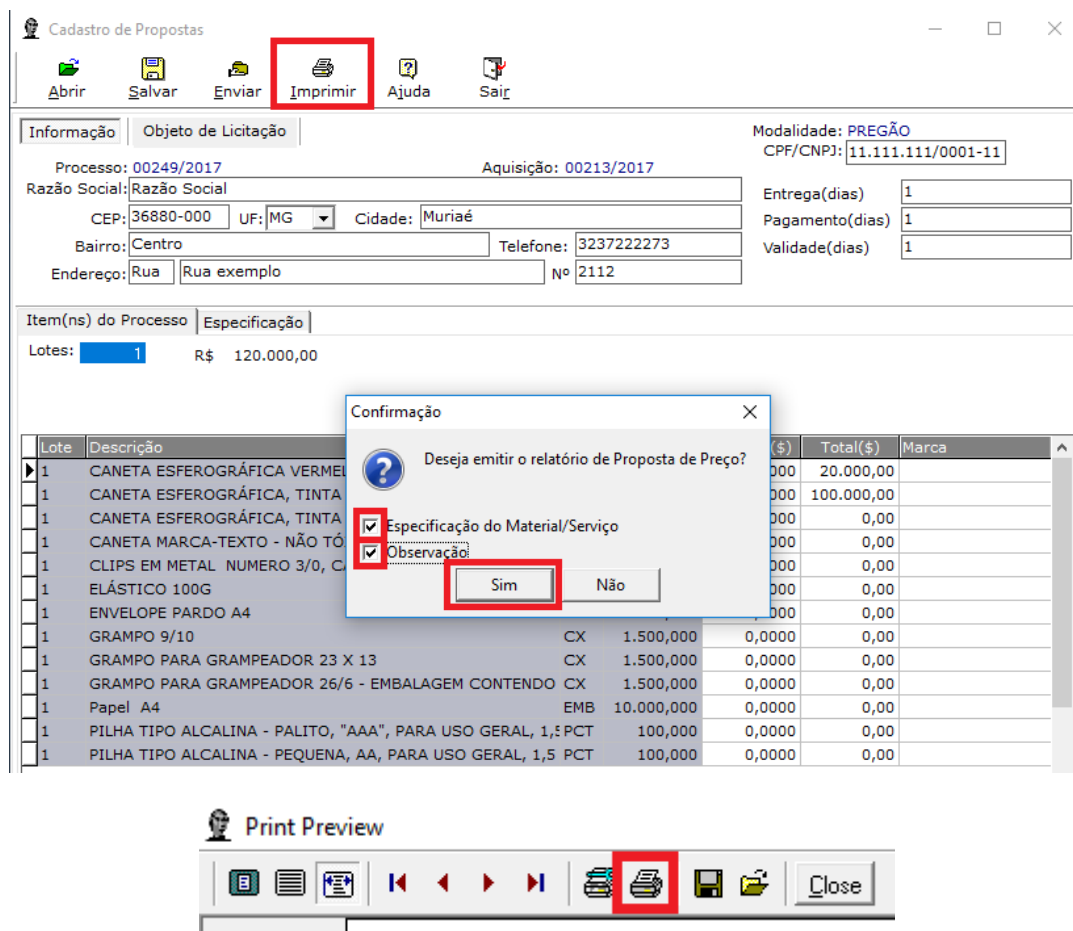 Cadastro de Propostas
Abrir Salvar Enviar Imprimir Ajuda Sair
Informação Objeto de Licitação Modalidade: PREGÃO
CPF/CNPJ: 11.111.111/0001-11
Processo: 00249/2017 Aquisição: 00213/2017
Razão Social: Razão Social Entrega(dias) 1
CEP: 36880-000 UF: MG Cidade: Muriaé Pagamento(dias) 1
Bairro: Centro Telefone: 3237222273 Validade(dias) 1
Endereço: Rua Rua exemplo Nº 2112
Item(ns) do Processo Especificação
Lotes: 1 R$ 120.000,00
Confirmação
Deseja emitir o relatório de Proposta de Preço?
Especificação do Material/Serviço
Observação
Sim Não
Lote Descrição ($) Total($) Marca
1 CANETA ESFEROGRÁFICA VERMEL 000 20.000,00
1 CANETA ESFEROGRÁFICA, TINTA 000 100.000,00
1 CANETA ESFEROGRÁFICA, TINTA 000 0,00
1 CANETA MARCA-TEXTO - NÃO TÓ 000 0,00
1 CLIPS EM METAL NUMERO 3/0, CA 000 0,00
1 ELÁSTICO 100G 000 0,00
1 ENVELOPE PARDO A4 000 0,00
1 GRAMPO 9/10 CX 1.500,000 0,0000 0,00
1 GRAMPO PARA GRAMPEADOR 23 X 13 CX 1.500,000 0,0000 0,00
1 GRAMPO PARA GRAMPEADOR 26/6 - EMBALAGEM CONTENDO CX 1.500,000 0,0000 0,00
1 Papel A4 EMB 10.000,000 0,0000 0,00
1 PILHA TIPO ALCALINA - PALITO, "AAA", PARA USO GERAL, 1,5 PCT 100,000 0,0000 0,00
1 PILHA TIPO ALCALINA - PEQUENA, AA, PARA USO GERAL, 1,5 PCT 100,000 0,0000 0,00
Print Preview
Close